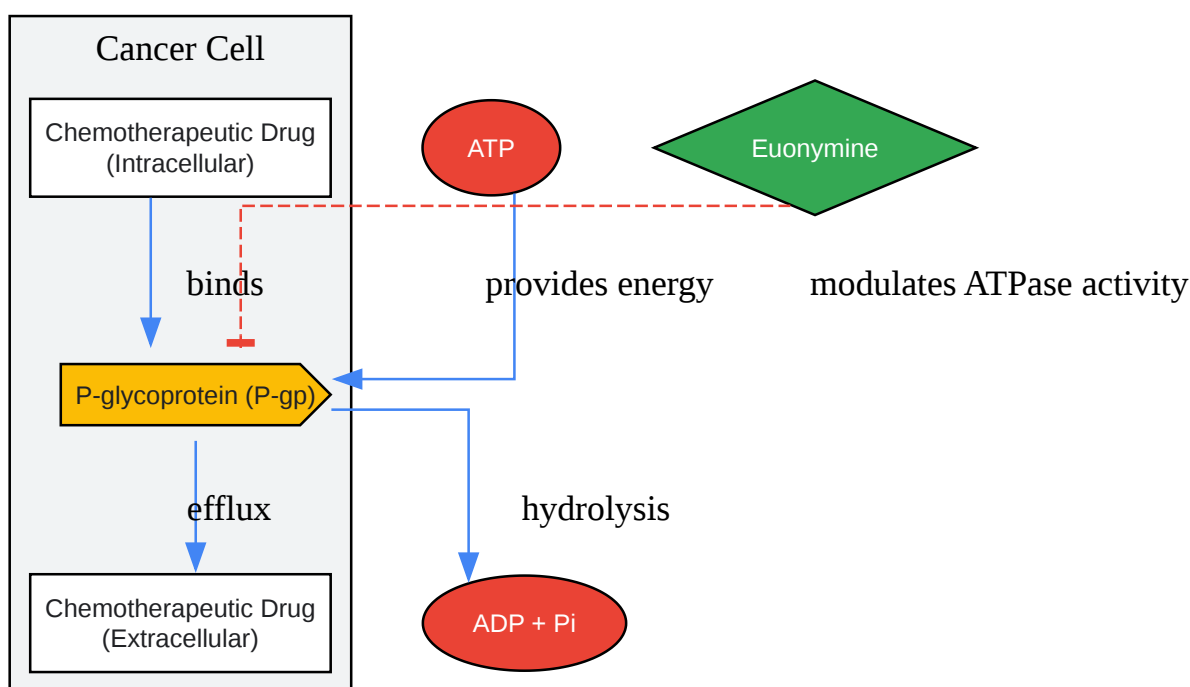 Cancer Cell
Chemotherapeutic Drug
(Intracellular)
ATP
Euonymine
binds
provides energy
modulates ATPase activity
P-glycoprotein (P-gp)
efflux
hydrolysis
Chemotherapeutic Drug
(Extracellular)
ADP + Pi